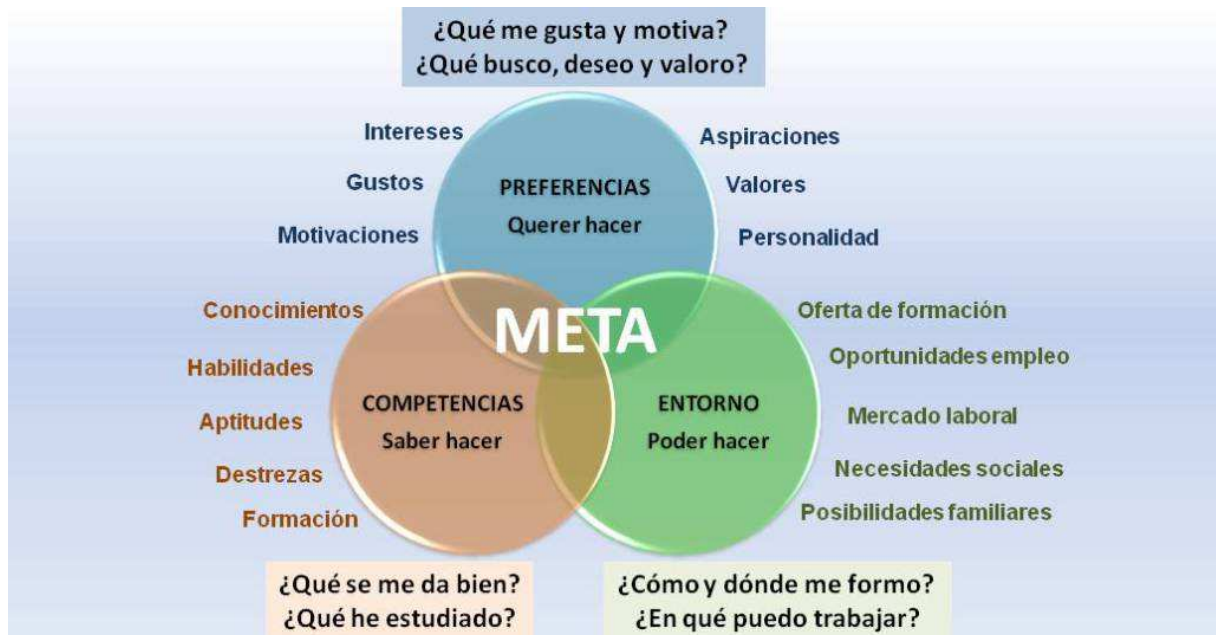 ¿Qué me gusta y motiva?
¿Qué busco, deseo y valoro?
Intereses
Gustos
Motivaciones
PREFERENCIAS
Querer hacer
Aspiraciones
Valores
Personalidad
META
Conocimientos
Habilidades
Aptitudes
Destrezas
Formación
COMPETENCIAS
Saber hacer
ENTORNO
Poder hacer
Oferta de formación
Oportunidades empleo
Mercado laboral
Necesidades sociales
Posibilidades familiares
¿Qué se me da bien?
¿Qué he estudiado?
¿Cómo y dónde me formo?
¿En qué puedo trabajar?